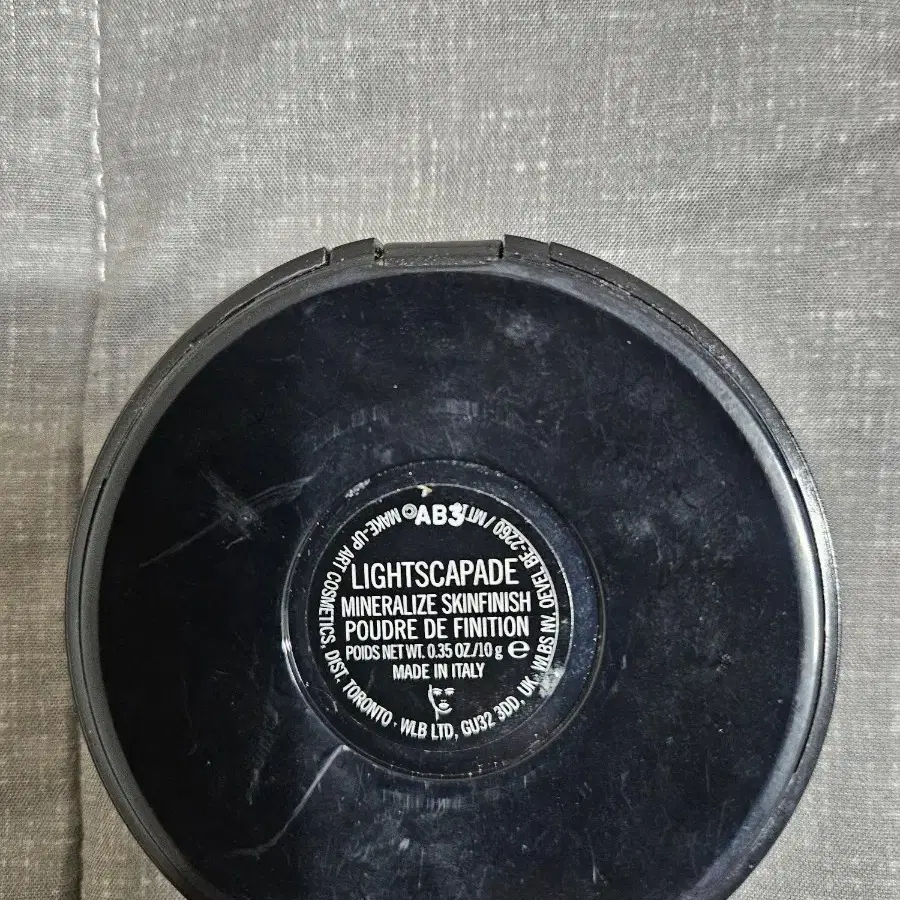 AB3
LIGHTSCAPADE
MINERALIZE SKINFINISH
POUDRE DE FINITION
POIDS NET WT. 0.35 OZ./10 g ℮
MADE IN ITALY
© MAKE-UP ART COSMETICS, DIST. TORONTO · WLB LTD, GU32 3DD, UK. WLBS NV, OEVEL BE-2260 /